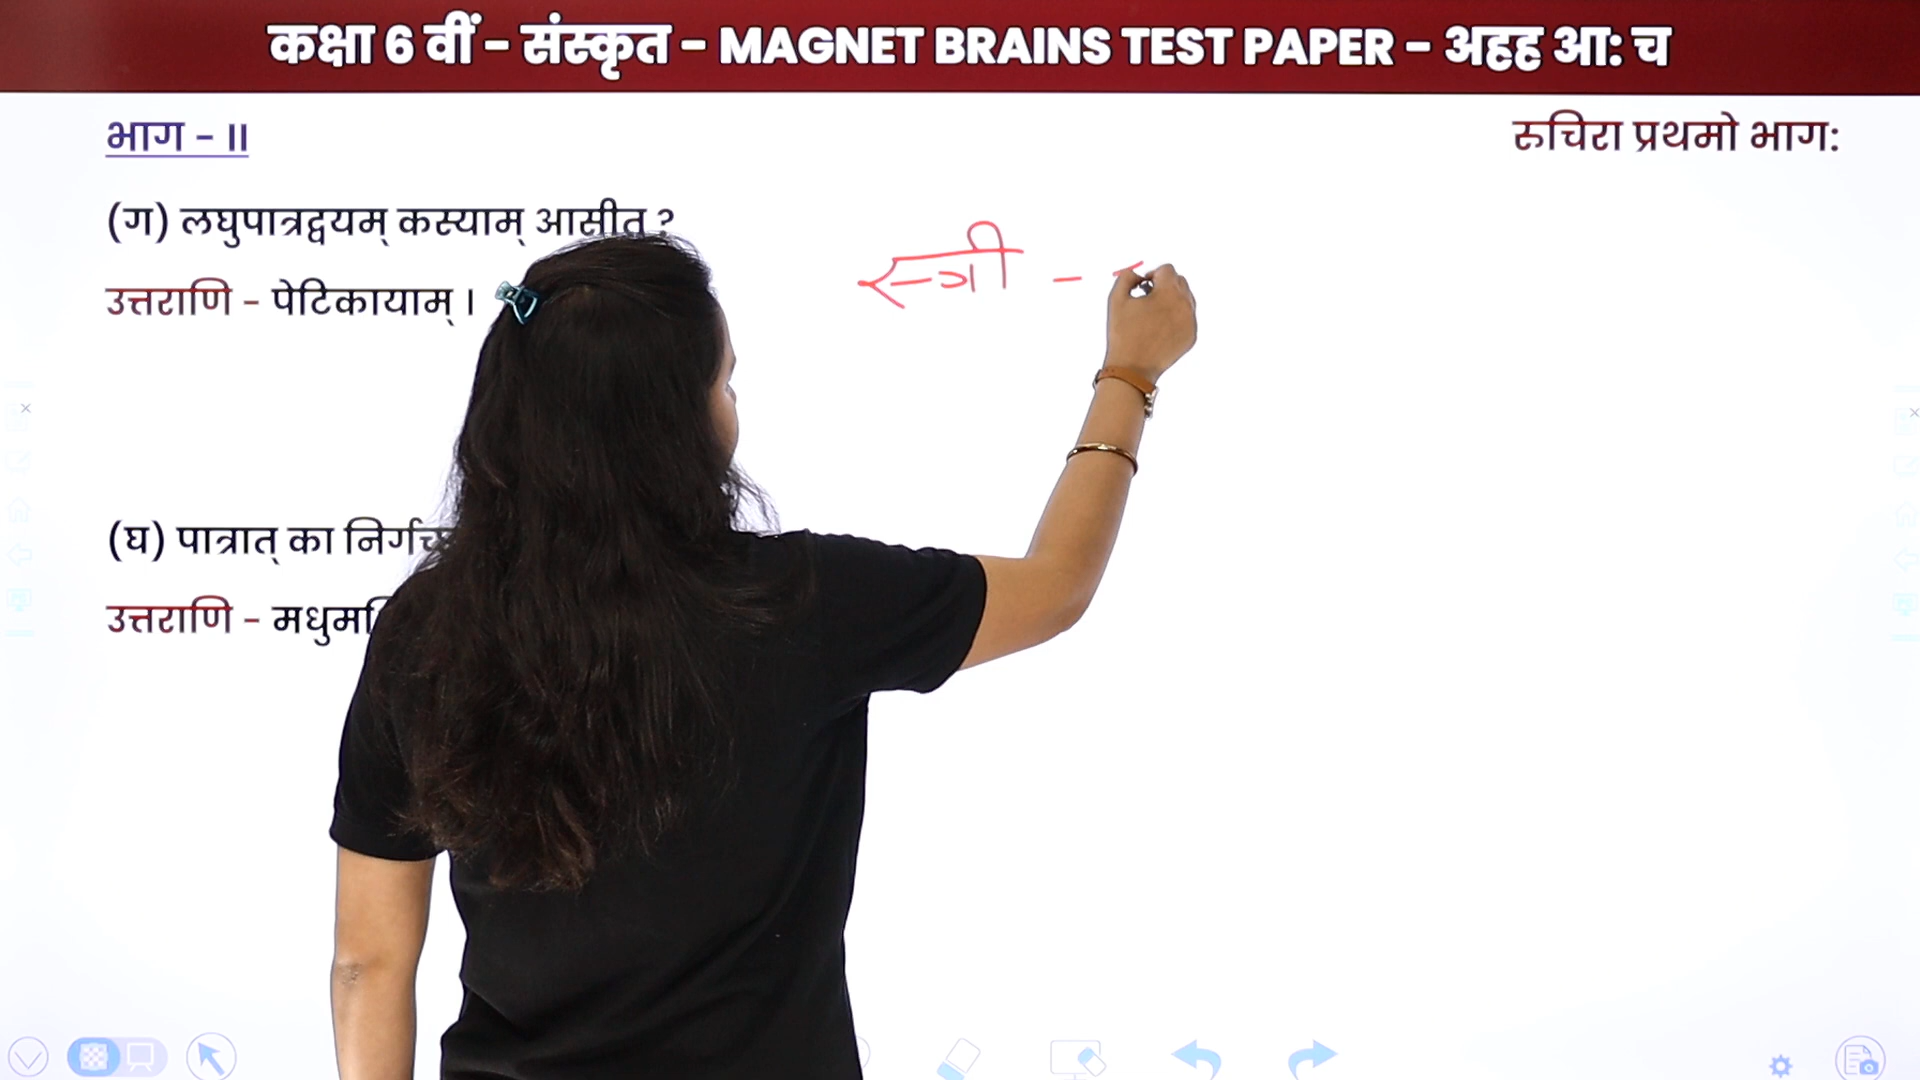 कक्षा 6 वीं – संस्कृत – MAGNET BRAINS TEST PAPER – अहह आ: च
भाग – II
रुचिरा प्रथमो भाग:
(ग) लघुपात्रद्वयम् कस्याम् आसीत् ?
उत्तराणि – पेटिकायाम् ।
स्त्री –
(घ) पात्रात् का
उत्तराणि –